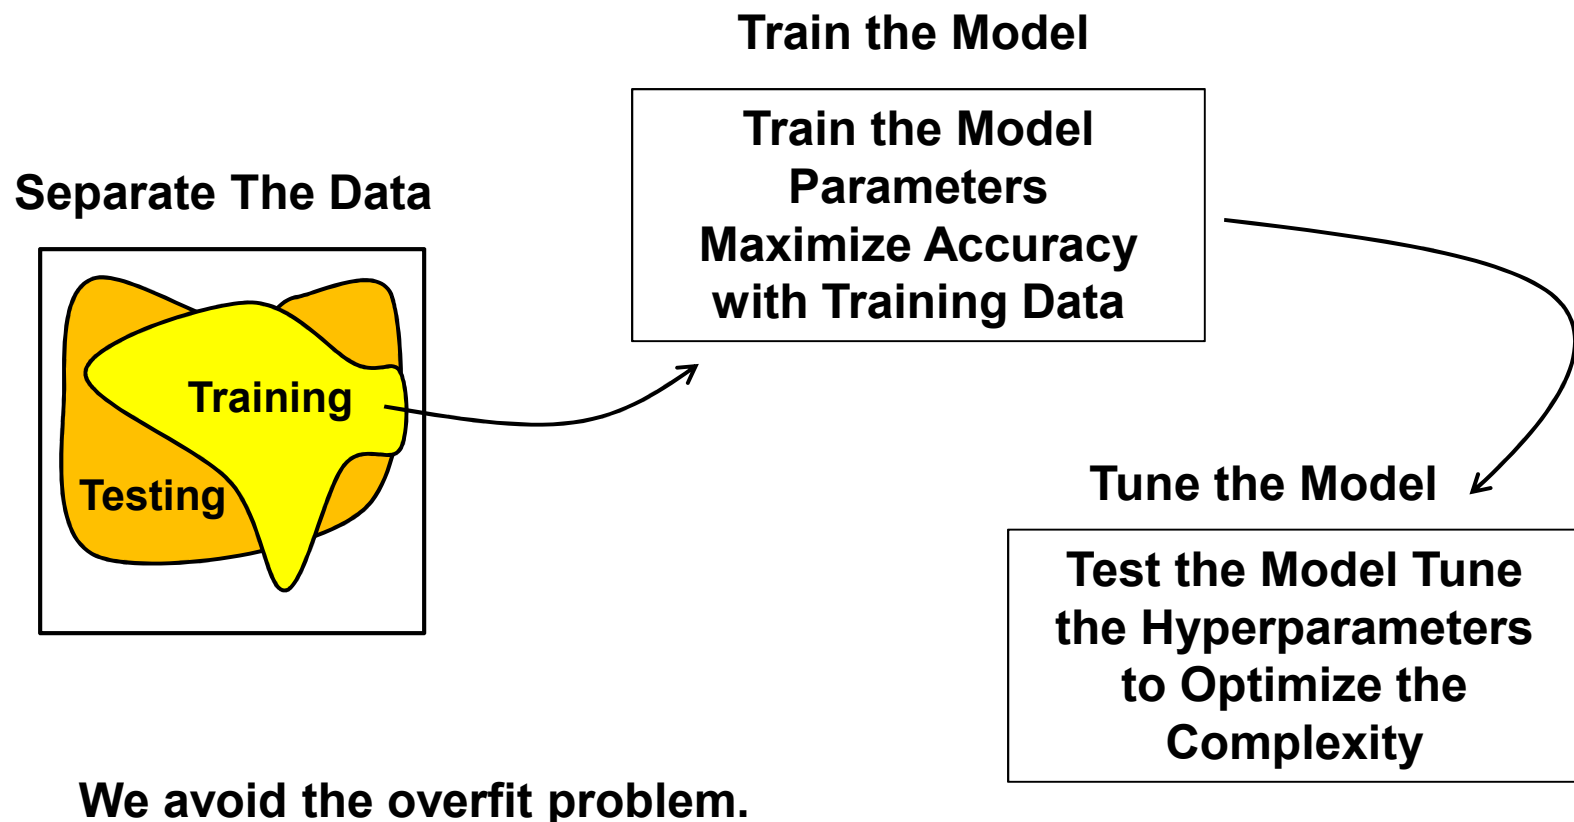 Train the Model
Train the Model
Parameters
Maximize Accuracy
with Training Data
Separate The Data
Training
Testing
Tune the Model
Test the Model Tune
the Hyperparameters
to Optimize the
Complexity
We avoid the overfit problem.